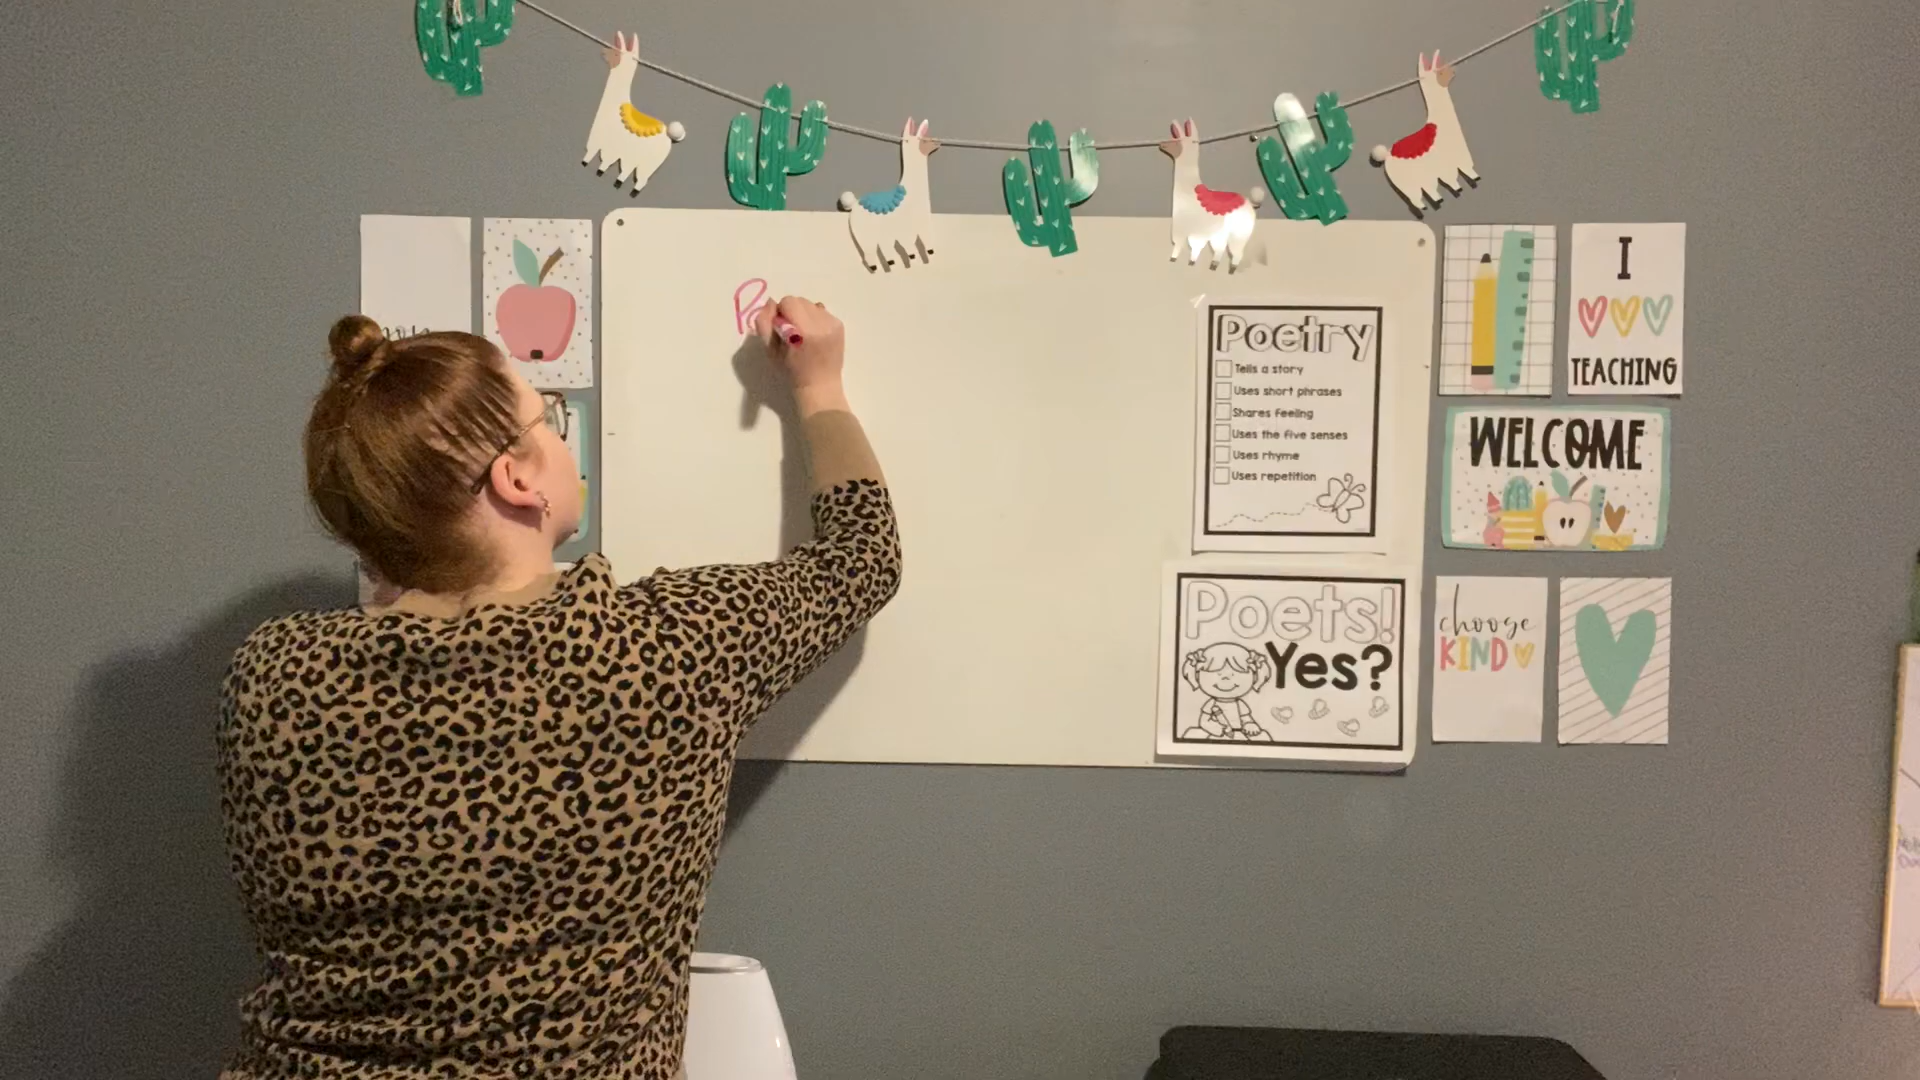 Po
Poetry
Tells a story
Uses short phrases
Shares feeling
Uses the five senses
Uses rhyme
Uses repetition
Poets!
Yes?
I
TEACHING
WELCOME
choose
KIND